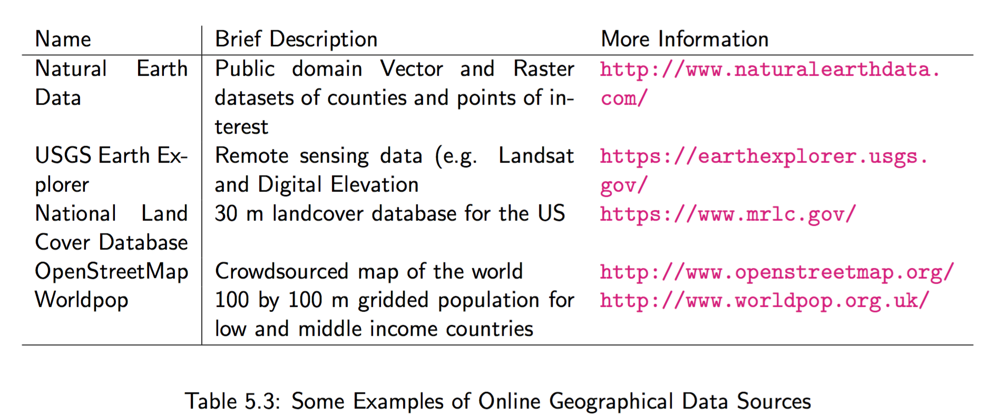 Name Brief Description More Information
Natural Earth Public domain Vector and Raster http://www.naturalearthdata.
Data datasets of counties and points of in- com/
terest
USGS Earth Ex- Remote sensing data (e.g. Landsat https://earthexplorer.usgs.
plorer and Digital Elevation gov/
National Land 30 m landcover database for the US https://www.mrlc.gov/
Cover Database
OpenStreetMap Crowdsourced map of the world http://www.openstreetmap.org/
Worldpop 100 by 100 m gridded population for http://www.worldpop.org.uk/
low and middle income countries
Table 5.3: Some Examples of Online Geographical Data Sources